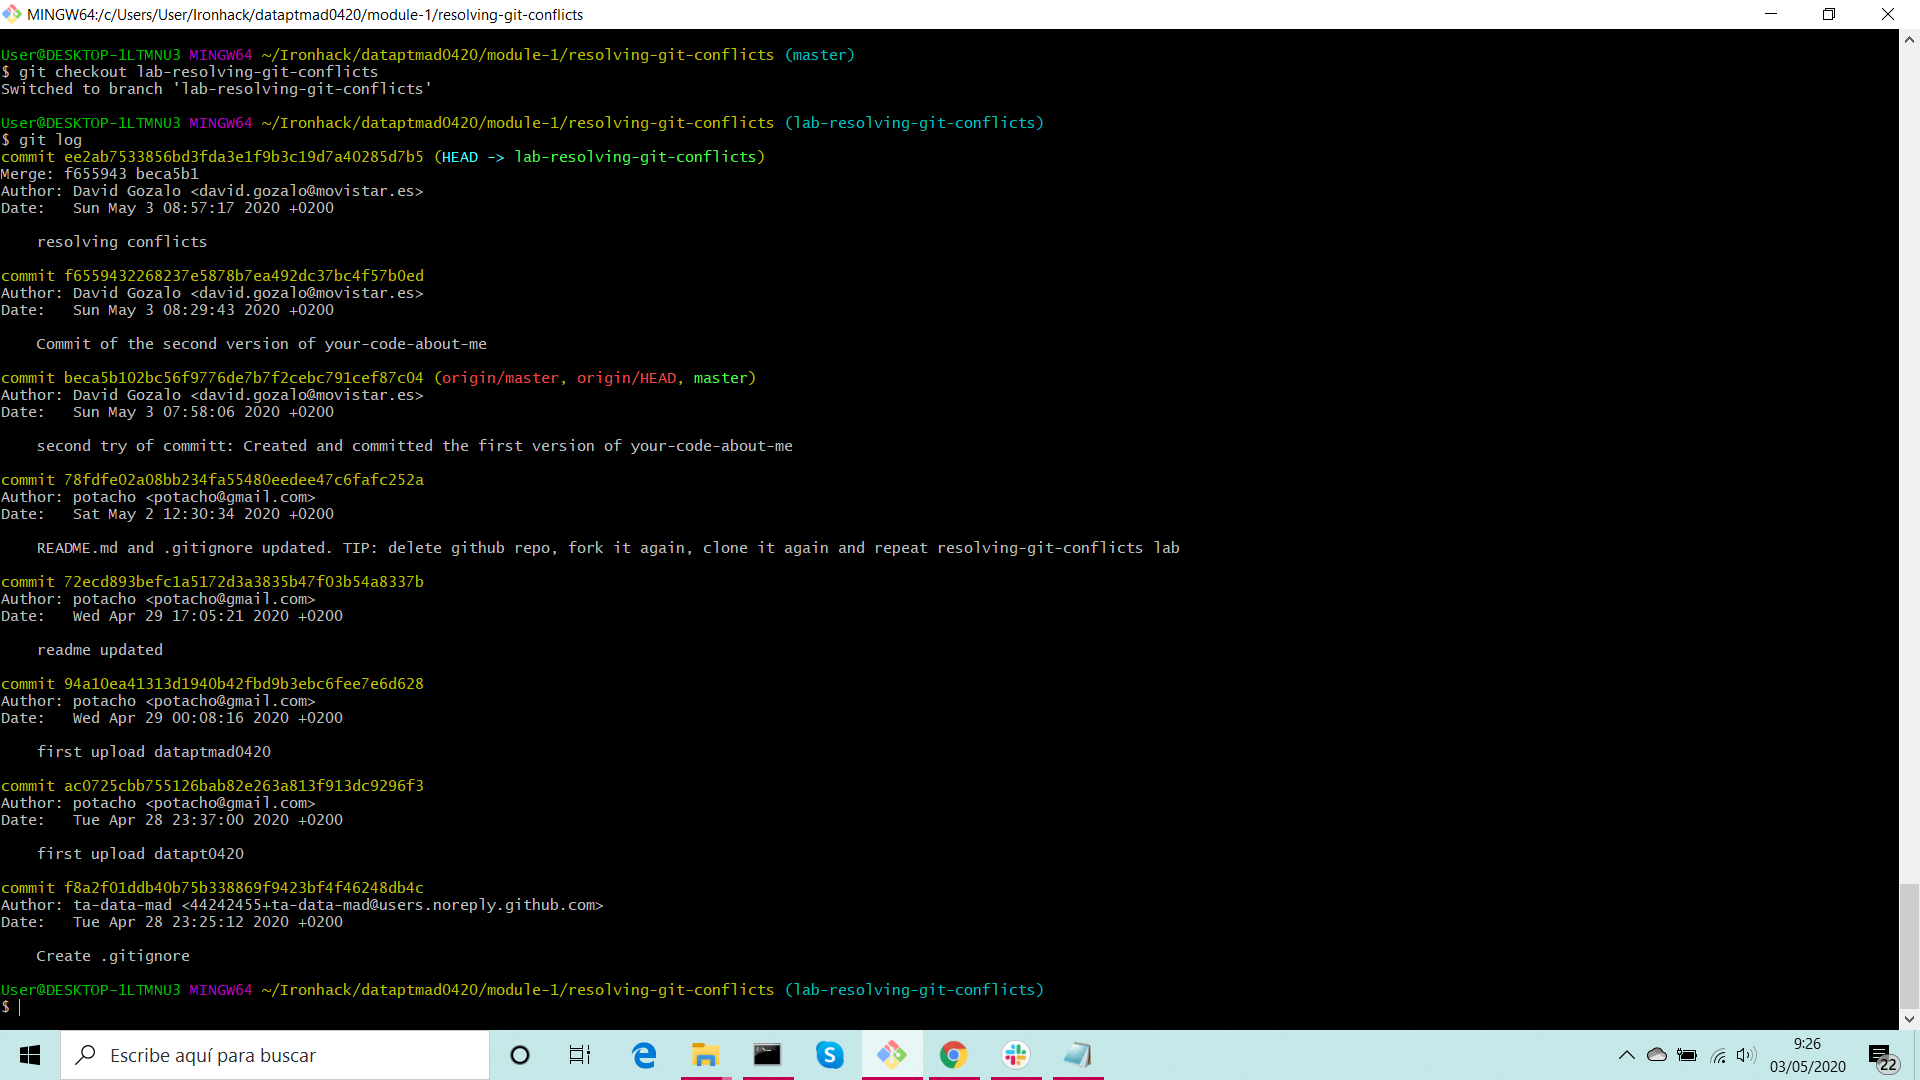 MINGW64:/c/Users/User/Ironhack/dataptmad0420/module-1/resolving-git-conflicts
User@DESKTOP-1LTMNU3 MINGW64 ~/Ironhack/dataptmad0420/module-1/resolving-git-conflicts (master)
$ git checkout lab-resolving-git-conflicts
Switched to branch 'lab-resolving-git-conflicts'
User@DESKTOP-1LTMNU3 MINGW64 ~/Ironhack/dataptmad0420/module-1/resolving-git-conflicts (lab-resolving-git-conflicts)
$ git log
commit ee2ab7533856bd3fda3e1f9b3c19d7a40285d7b5 (HEAD -> lab-resolving-git-conflicts)
Merge: f655943 beca5b1
Author: David Gozalo <david.gozalo@movistar.es>
Date:   Sun May 3 08:57:17 2020 +0200
    resolving conflicts
commit f6559432268237e5878b7ea492dc37bc4f57b0ed
Author: David Gozalo <david.gozalo@movistar.es>
Date:   Sun May 3 08:29:43 2020 +0200
    Commit of the second version of your-code-about-me
commit beca5b102bc56f9776de7b7f2cebc791cef87c04 (origin/master, origin/HEAD, master)
Author: David Gozalo <david.gozalo@movistar.es>
Date:   Sun May 3 07:58:06 2020 +0200
    second try of committ: Created and committed the first version of your-code-about-me
commit 78fdfe02a08bb234fa55480eedee47c6fafc252a
Author: potacho <potacho@gmail.com>
Date:   Sat May 2 12:30:34 2020 +0200
    README.md and .gitignore updated. TIP: delete github repo, fork it again, clone it again and repeat resolving-git-conflicts lab
commit 72ecd893befc1a5172d3a3835b47f03b54a8337b
Author: potacho <potacho@gmail.com>
Date:   Wed Apr 29 17:05:21 2020 +0200
    readme updated
commit 94a10ea41313d1940b42fbd9b3ebc6fee7e6d628
Author: potacho <potacho@gmail.com>
Date:   Wed Apr 29 00:08:16 2020 +0200
    first upload dataptmad0420
commit ac0725cbb755126bab82e263a813f913dc9296f3
Author: potacho <potacho@gmail.com>
Date:   Tue Apr 28 23:37:00 2020 +0200
    first upload datapt0420
commit f8a2f01ddb40b75b338869f9423bf4f46248db4c
Author: ta-data-mad <44242455+ta-data-mad@users.noreply.github.com>
Date:   Tue Apr 28 23:25:12 2020 +0200
    Create .gitignore
User@DESKTOP-1LTMNU3 MINGW64 ~/Ironhack/dataptmad0420/module-1/resolving-git-conflicts (lab-resolving-git-conflicts)
$
Escribe aquí para buscar
9:26
03/05/2020
22